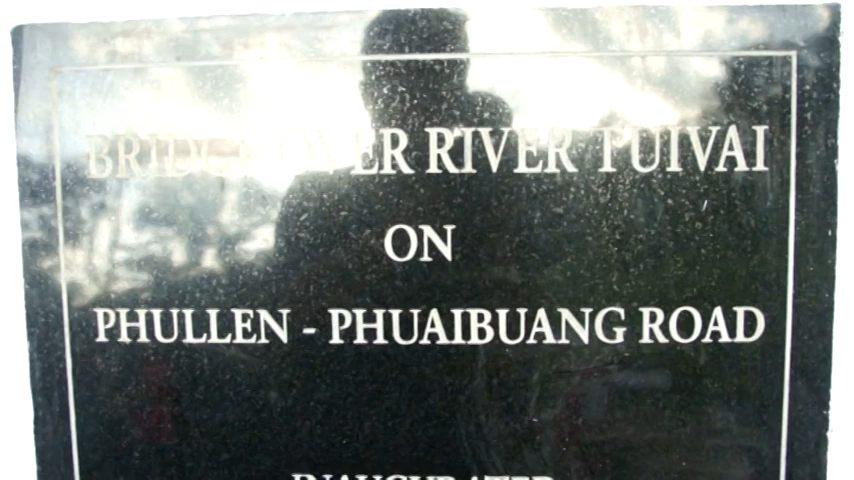 BRIDGE OVER RIVER TUIVAI
ON
PHULLEN - PHUAIBUANG ROAD
INAUGURATED